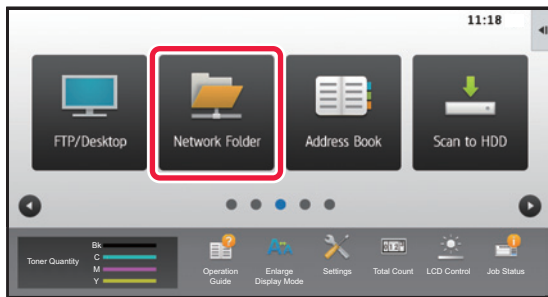 11:18
FTP/Desktop
Network Folder
Address Book
Scan to HDD
Toner Quantity
Bk
C
M
Y
Operation
Guide
Enlarge
Display Mode
Settings
Total Count
LCD Control
Job Status